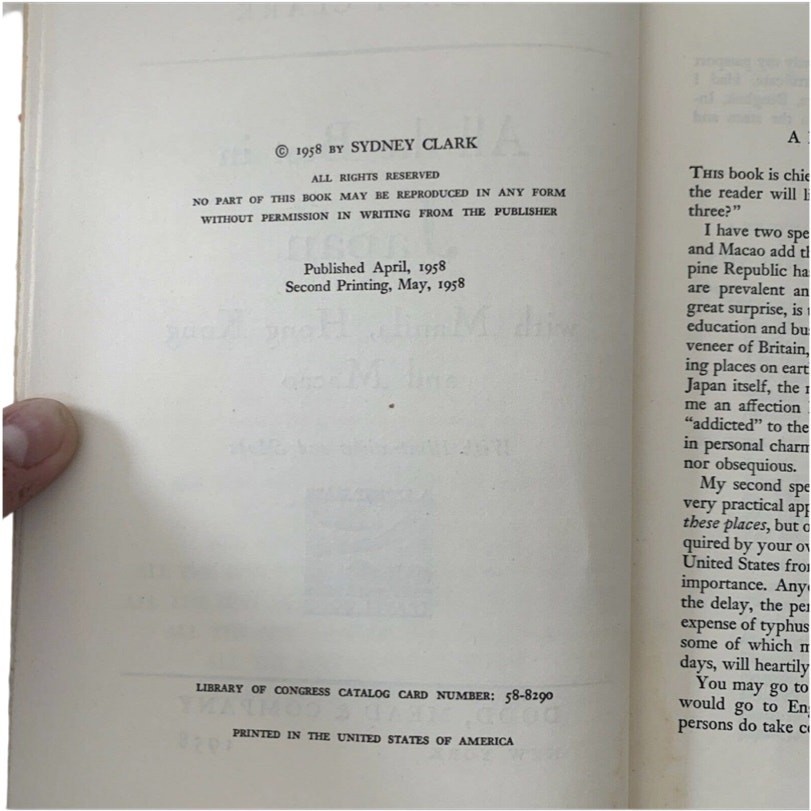 © 1958 BY SYDNEY CLARK
ALL RIGHTS RESERVED
NO PART OF THIS BOOK MAY BE REPRODUCED IN ANY FORM
WITHOUT PERMISSION IN WRITING FROM THE PUBLISHER
Published April, 1958
Second Printing, May, 1958
LIBRARY OF CONGRESS CATALOG CARD NUMBER: 58-8290
PRINTED IN THE UNITED STATES OF AMERICA
A
THIS book is chie
the reader will l
three?"
I have two spe
and Macao add th
pine Republic ha
are prevalent an
great surprise, is
education and bu
veneer of Britain,
ing places on eart
Japan itself, the
me an affection
"addicted" to the
in personal charm
nor obsequious.
My second spe
very practical app
these places, but o
quired by your ov
United States fro
importance. Any
the delay, the pe
expense of typhus
some of which m
days, will heartily
You may go to
would go to En
persons do take c